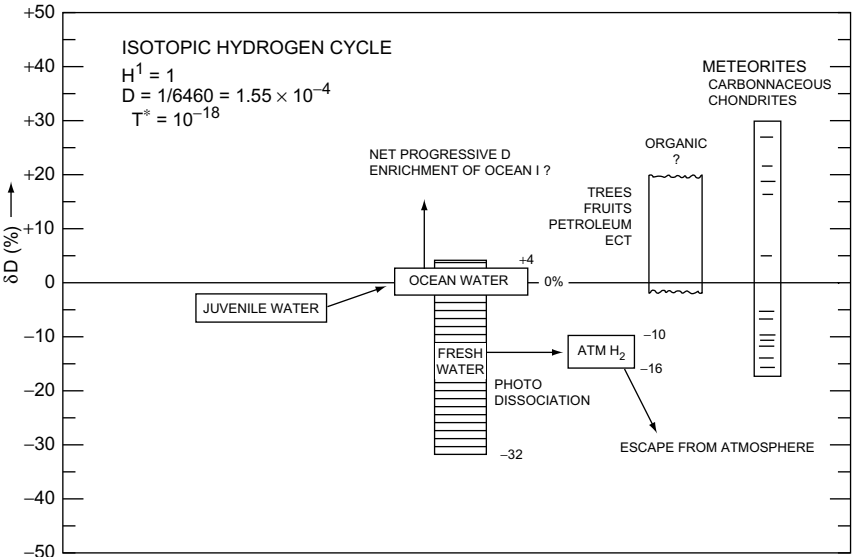 +50
+40
+30
+20
+10
0
−10
−20
−30
−40
−50
δD (%)
ISOTOPIC HYDROGEN CYCLE
H¹ = 1
D = 1/6460 = 1.55 × 10⁻⁴
T* = 10⁻¹⁸
NET PROGRESSIVE D
ENRICHMENT OF OCEAN I ?
METEORITES
CARBONNACEOUS
CHONDRITES
ORGANIC
?
TREES
FRUITS
PETROLEUM
ECT
+4
OCEAN WATER
0%
JUVENILE WATER
FRESH
WATER
PHOTO
DISSOCIATION
−32
ATM H₂
−10
−16
ESCAPE FROM ATMOSPHERE